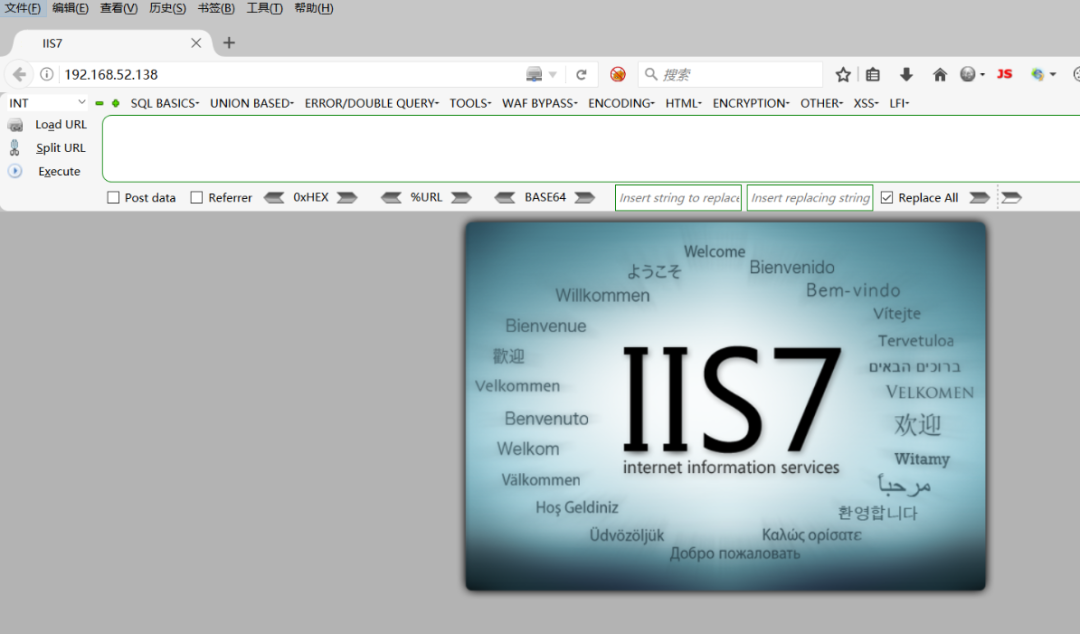 文件(F) 编辑(E) 查看(V) 历史(S) 书签(B) 工具(T) 帮助(H)
IIS7
192.168.52.138 搜索 JS
INT SQL BASICS UNION BASED ERROR/DOUBLE QUERY TOOLS WAF BYPASS ENCODING HTML ENCRYPTION OTHER XSS LFI
Load URL
Split URL
Execute
Post data Referrer 0xHEX %URL BASE64 Insert string to replace Insert replacing string Replace All
Welcome
ようこそ Bienvenido
Willkommen Bem-vindo
Vítejte
Bienvenue
Tervetuloa
歡迎
ברוכים הבאים
Velkommen
VELKOMEN
Benvenuto
欢迎
Welkom
Witamy
Välkommen
مرحباً
Hoş Geldiniz
환영합니다
Üdvözöljük Καλώς ορίσατε
Добро пожаловать
IIS7
internet information services